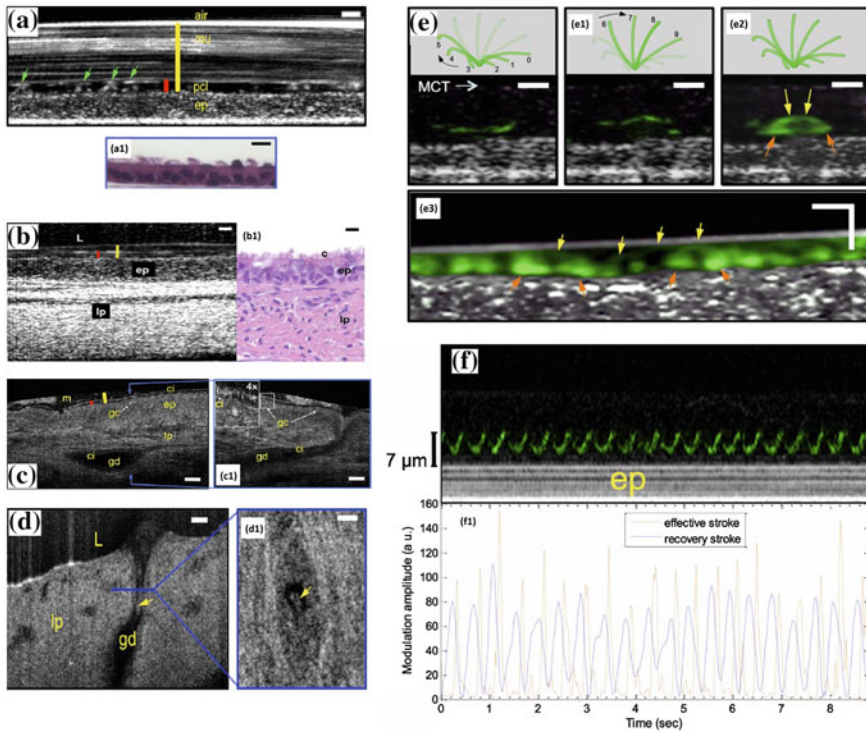 (a)
air
mu
pcl
ep
(a1)
(b)
L
ep
lp
(b1)
c
ep
lp
(c)
m
ci
ep
gc
lp
ci
gd
(c1)
4x
ci
gc
ci
gd
(d)
L
lp
gd
(d1)
(e)
5
4
3
2
1
0
MCT
(e1)
6
7
8
9
(e2)
(e3)
(f)
7 µm
ep
(f1)
effective stroke
recovery stroke
Modulation amplitude (a u.)
160
140
120
100
80
60
40
20
0
0 1 2 3 4 5 6 7 8
Time (sec)